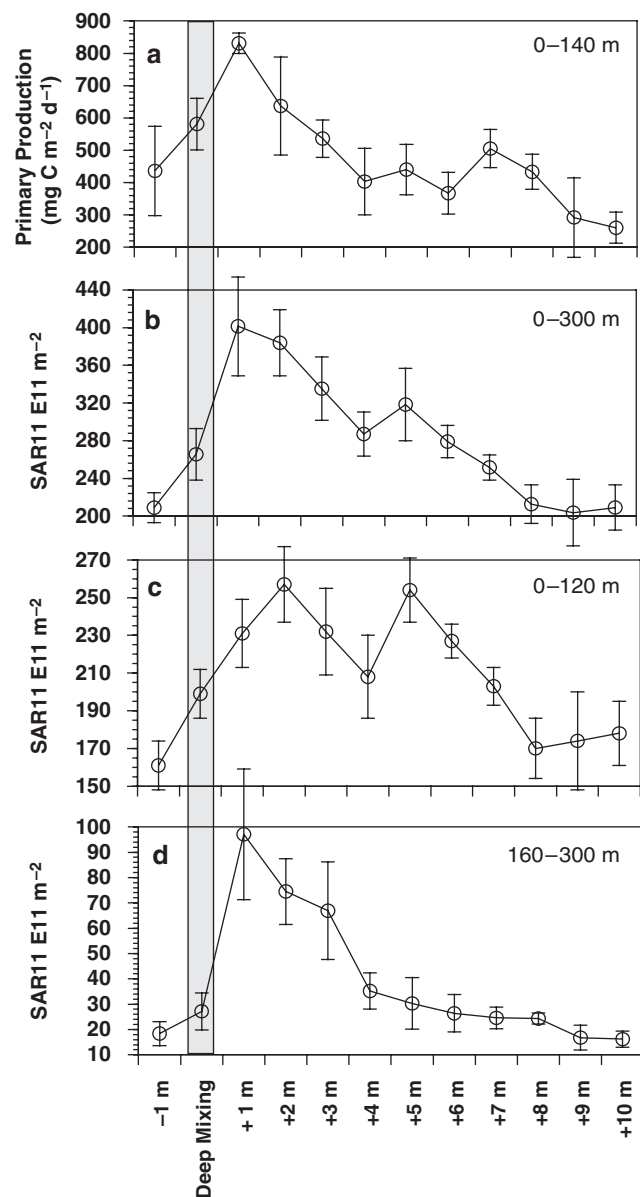 Primary Production
(mg C m⁻² d⁻¹)
a
0–140 m
900
800
700
600
500
400
300
200
SAR11 E11 m⁻²
b
0–300 m
440
400
360
320
280
240
200
SAR11 E11 m⁻²
c
0–120 m
270
250
230
210
190
170
150
SAR11 E11 m⁻²
d
160–300 m
100
90
80
70
60
50
40
30
20
10
−1 m
Deep Mixing
+ 1 m
+2 m
+3 m
+4 m
+5 m
+6 m
+7 m
+8 m
+9 m
+10 m